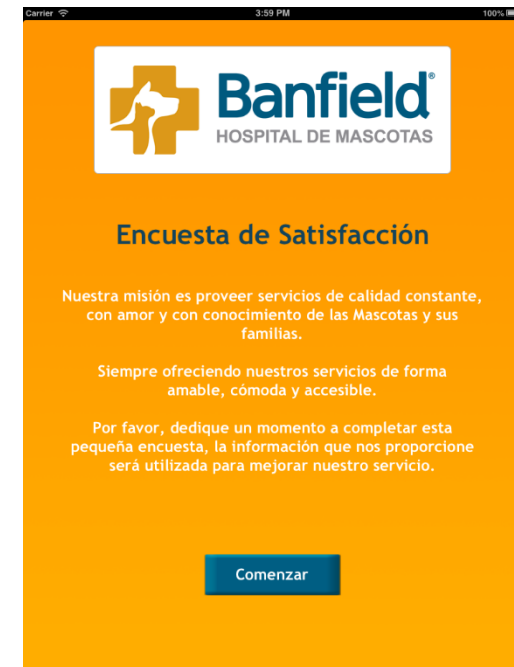 Carrier 3:59 PM 100%
Banfield®
HOSPITAL DE MASCOTAS
Encuesta de Satisfacción
Nuestra misión es proveer servicios de calidad constante,
con amor y con conocimiento de las Mascotas y sus
familias.
Siempre ofreciendo nuestros servicios de forma
amable, cómoda y accesible.
Por favor, dedique un momento a completar esta
pequeña encuesta, la información que nos proporcione
será utilizada para mejorar nuestro servicio.
Comenzar